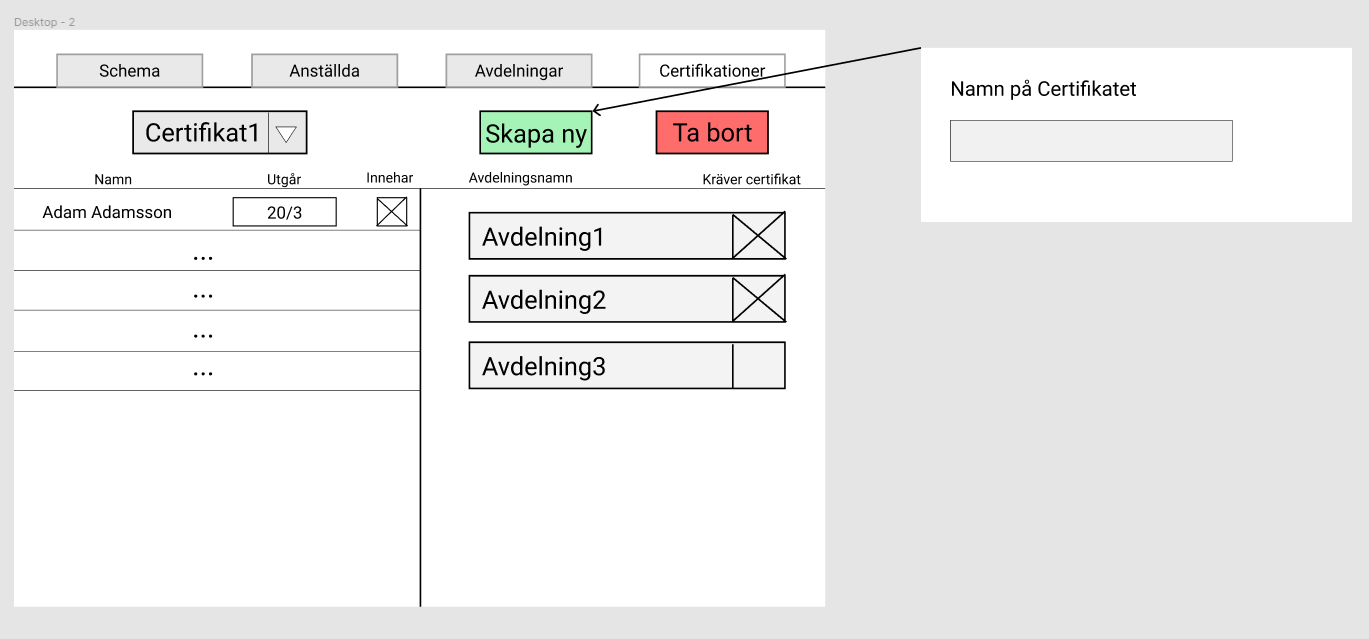 Desktop - 2
Schema
Anställda
Avdelningar
Certifikationer
Certifikat1
Skapa ny
Ta bort
Namn
Utgår
Innehar
Avdelningsnamn
Kräver certifikat
Adam Adamsson
20/3
...
...
...
...
Avdelning1
Avdelning2
Avdelning3
Namn på Certifikatet